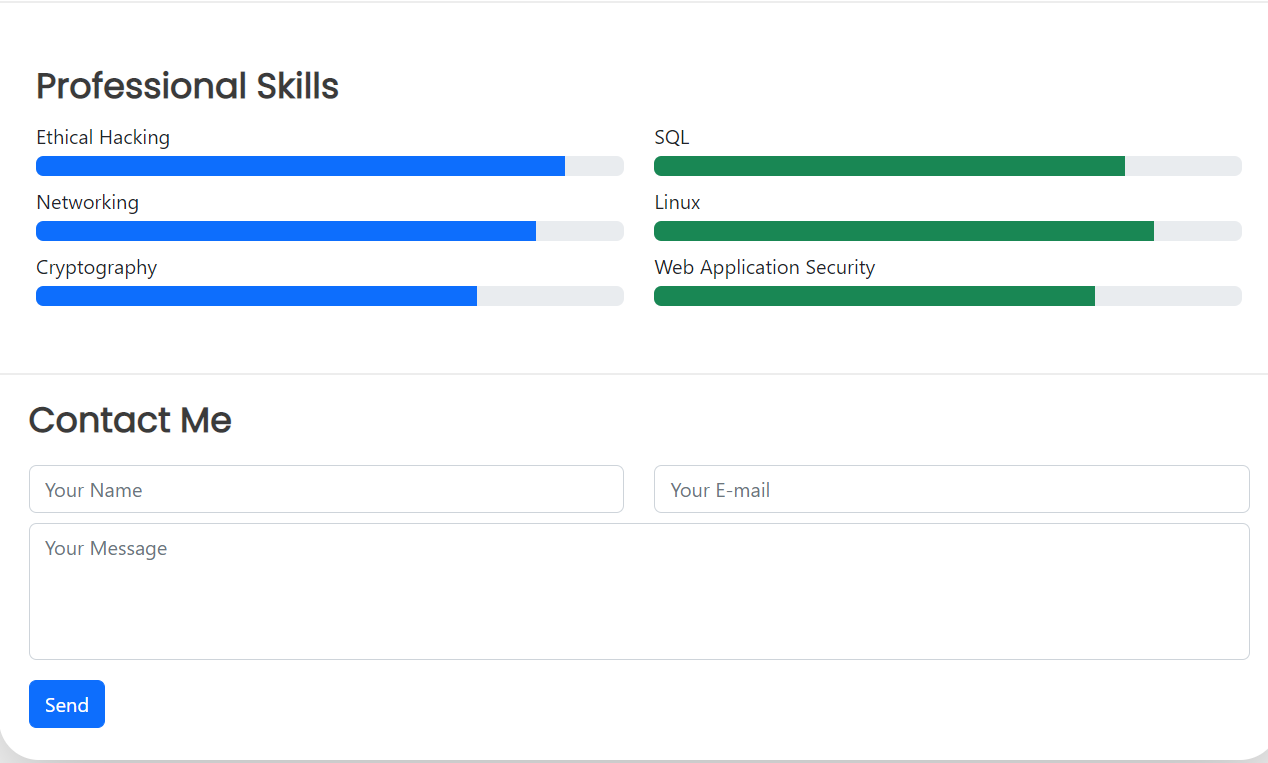 Professional Skills
Ethical Hacking
SQL
Networking
Linux
Cryptography
Web Application Security
Contact Me
Your Name
Your E-mail
Your Message
Send